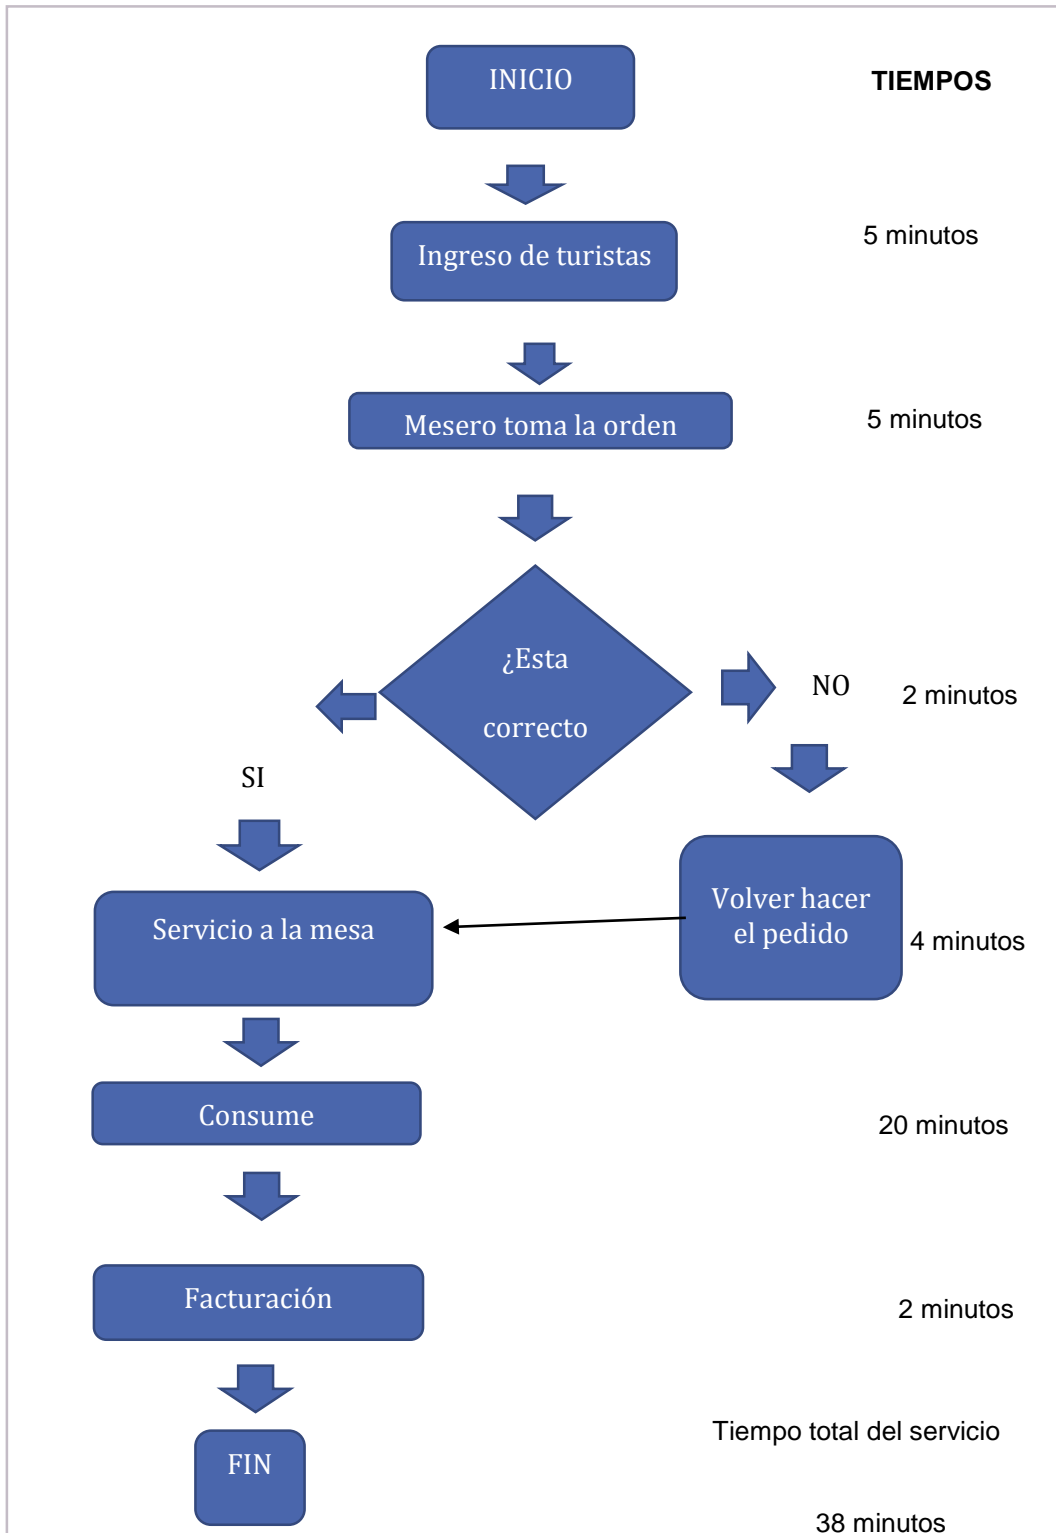 INICIO
TIEMPOS
Ingreso de turistas
5 minutos
Mesero toma la orden
5 minutos
¿Esta
correcto
NO
2 minutos
SI
Servicio a la mesa
Volver hacer
el pedido
4 minutos
Consume
20 minutos
Facturación
2 minutos
Tiempo total del servicio
FIN
38 minutos